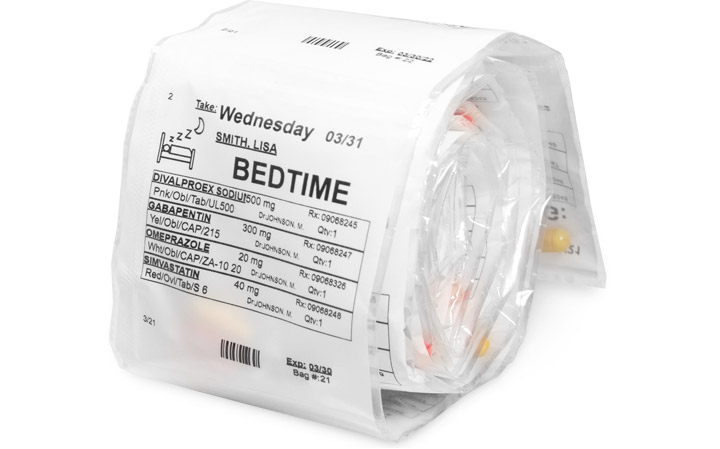 Exp: 03/30/22
Bag #:22
2
Take: Wednesday 03/31
SMITH, LISA
z z Z
BEDTIME
DIVALPROEX SODIUM 500 mg Rx: 09068245
Pnk/Obl/Tab/UL500 Dr JOHNSON, M. Qty:1
GABAPENTIN 300 mg Rx: 09068247
Yel/Obl/CAP/215 Dr JOHNSON, M. Qty:1
OMEPRAZOLE 20 mg Rx: 09068326
Wht/Obl/CAP/ZA-10 20 Dr JOHNSON, M. Qty:1
SIMVASTATIN 40 mg Rx: 09068248
Red/Ovl/Tab/S 6 Dr JOHNSON, M. Qty:1
3/21
Exp: 03/30
Bag #:21